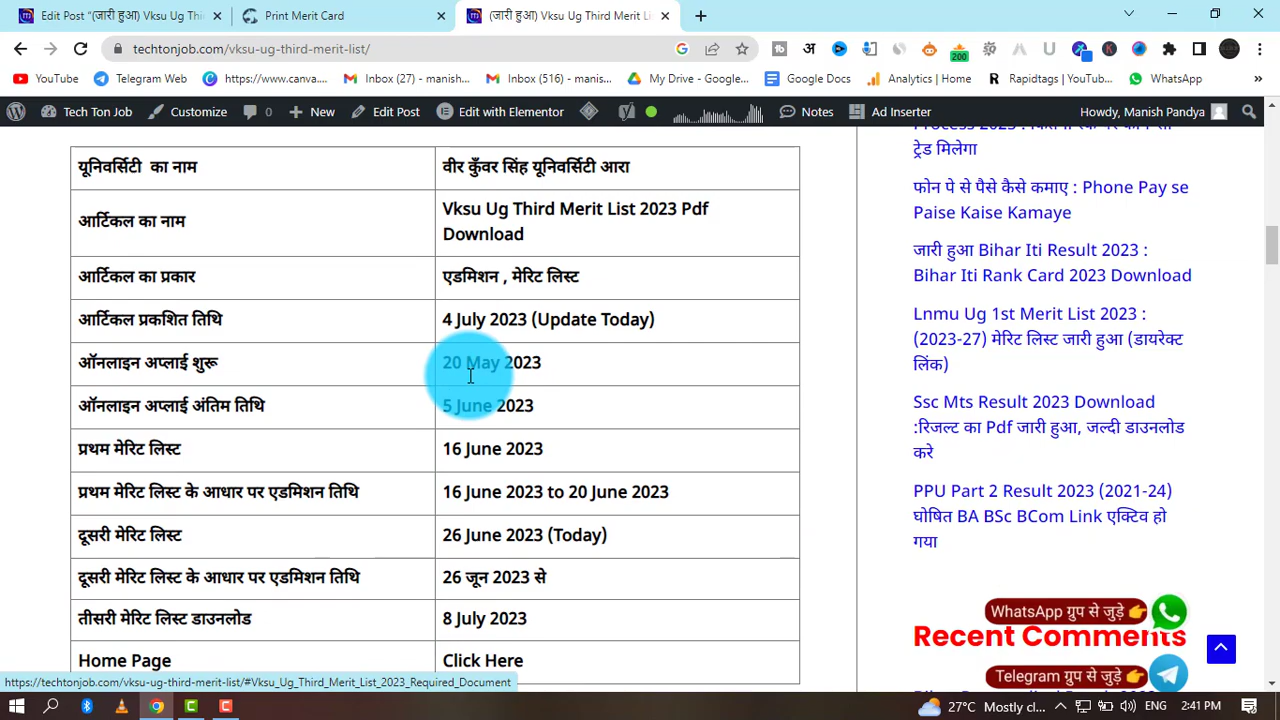 Edit Post "(जारी हुआ) Vksu Ug Th
Print Merit Card
(जारी हुआ) Vksu Ug Third Merit Li
techtonjob.com/vksu-ug-third-merit-list/
YouTube
Telegram Web
https://www.canva....
Inbox (27) - manish...
Inbox (516) - manis...
My Drive - Google...
Google Docs
Analytics | Home
Rapidtags | YouTub...
WhatsApp
Tech Ton Job
Customize
0
New
Edit Post
Edit with Elementor
Notes
Ad Inserter
Howdy, Manish Pandya
यूनिवर्सिटी का नाम
वीर कुँवर सिंह यूनिवर्सिटी आरा
आर्टिकल का नाम
Vksu Ug Third Merit List 2023 Pdf
Download
आर्टिकल का प्रकार
एडमिशन , मेरिट लिस्ट
आर्टिकल प्रकशित तिथि
4 July 2023 (Update Today)
ऑनलाइन अप्लाई शुरू
20 May 2023
ऑनलाइन अप्लाई अंतिम तिथि
5 June 2023
प्रथम मेरिट लिस्ट
16 June 2023
प्रथम मेरिट लिस्ट के आधार पर एडमिशन तिथि
16 June 2023 to 20 June 2023
दूसरी मेरिट लिस्ट
26 June 2023 (Today)
दूसरी मेरिट लिस्ट के आधार पर एडमिशन तिथि
26 जून 2023 से
तीसरी मेरिट लिस्ट डाउनलोड
8 July 2023
Home Page
Click Here
ट्रेड मिलेगा
फोन पे से पैसे कैसे कमाए : Phone Pay se
Paise Kaise Kamaye
जारी हुआ Bihar Iti Result 2023 :
Bihar Iti Rank Card 2023 Download
Lnmu Ug 1st Merit List 2023 :
(2023-27) मेरिट लिस्ट जारी हुआ (डायरेक्ट
लिंक)
Ssc Mts Result 2023 Download
:रिजल्ट का Pdf जारी हुआ, जल्दी डाउनलोड
करे
PPU Part 2 Result 2023 (2021-24)
घोषित BA BSc BCom Link एक्टिव हो
गया
WhatsApp ग्रुप से जुड़े
Recent Comments
Telegram ग्रुप से जुड़े
https://techtonjob.com/vksu-ug-third-merit-list/#Vksu_Ug_Third_Merit_List_2023_Required_Document
27°C Mostly cl...
ENG
2:41 PM